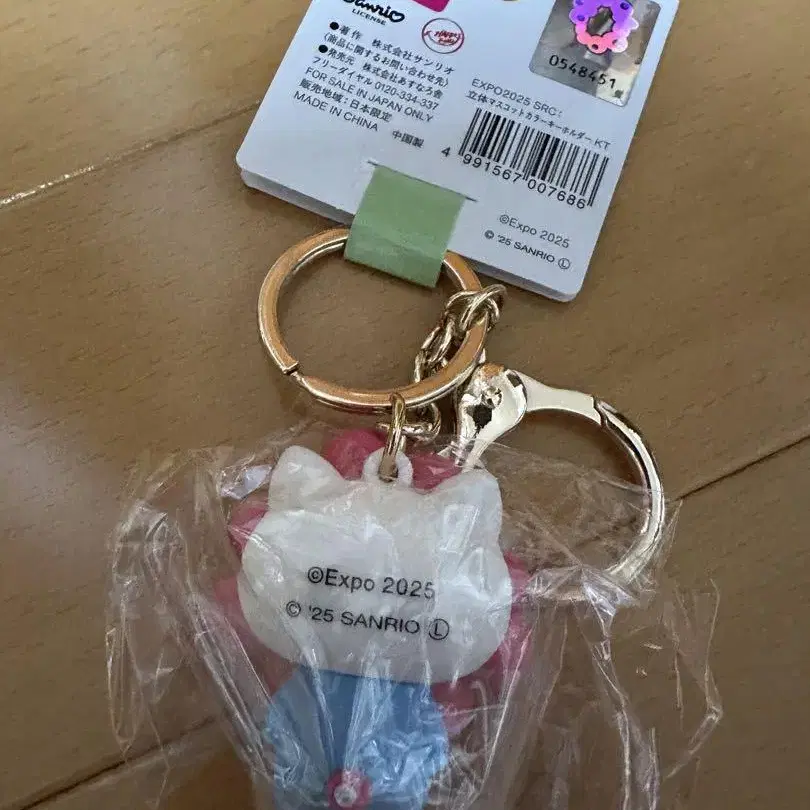 Sanrio
LICENSE
HAPPY
●著作 株式会社サンリオ
(商品に関するお問い合わせ先)
●発売元 株式会社あすなろ舎
フリーダイヤル 0120-334-337
FOR SALE IN JAPAN ONLY
販売地域:日本限定
MADE IN CHINA 中国製
0548451
EXPO2025 SRC:
立体マスコットカラーキーホルダー KT
4 991567 007686
©Expo 2025
© '25 SANRIO Ⓛ
©Expo 2025
© '25 SANRIO Ⓛ